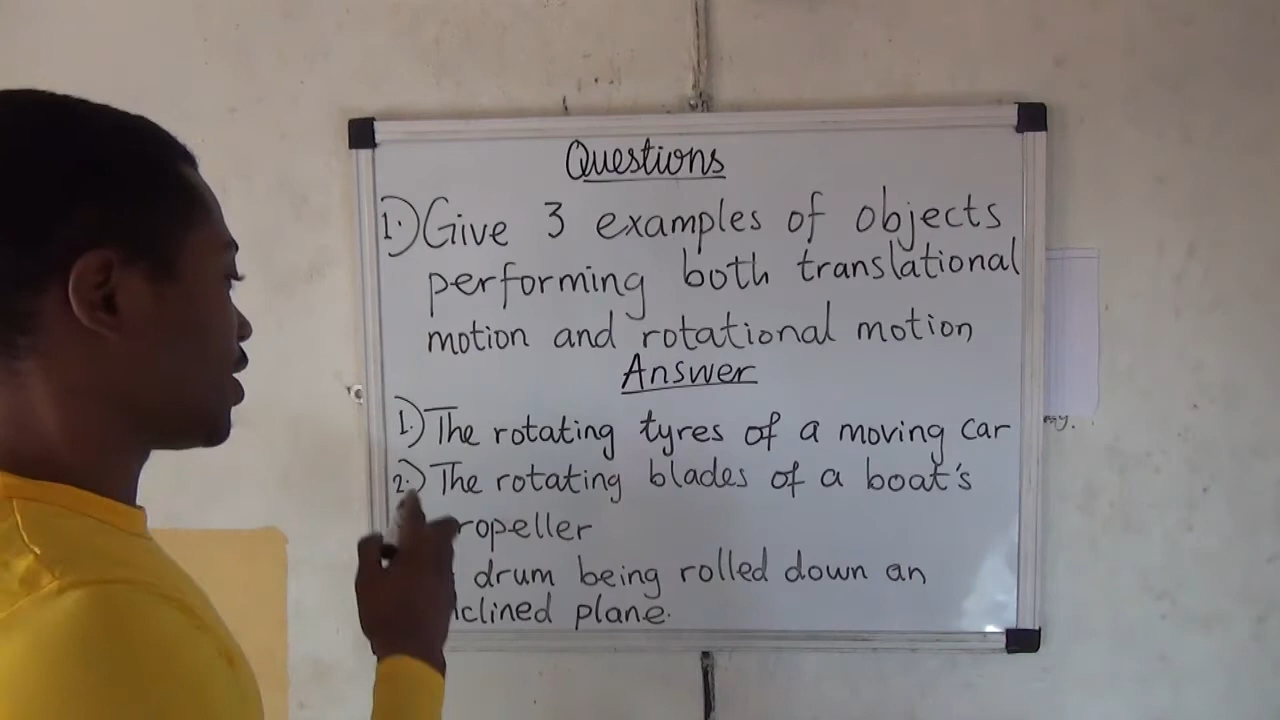 Questions
1.) Give 3 examples of objects
performing both translational
motion and rotational motion
Answer
1.) The rotating tyres of a moving car
2.) The rotating blades of a boat's
ropeller
drum being rolled down an
clined plane.
my.